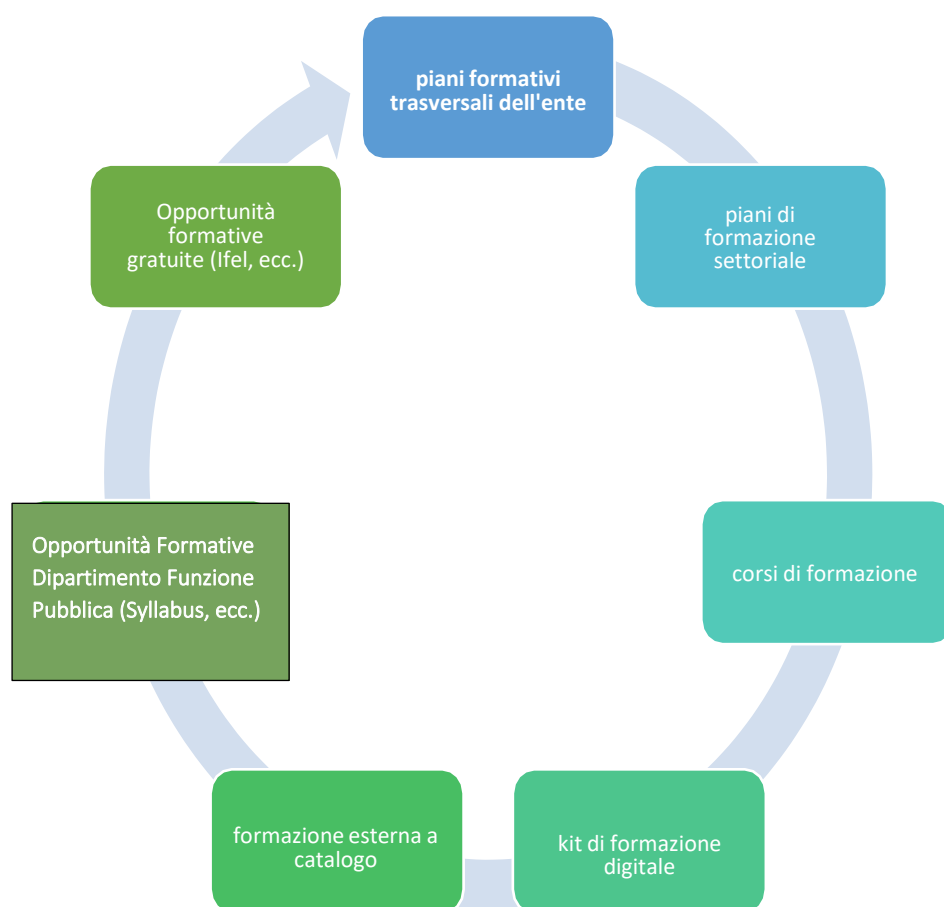 piani formativi
trasversali dell'ente
piani di
formazione
settoriale
corsi di formazione
kit di formazione
digitale
formazione esterna a
catalogo
Opportunità Formative
Dipartimento Funzione
Pubblica (Syllabus, ecc.)
Opportunità
formative
gratuite (Ifel, ecc.)